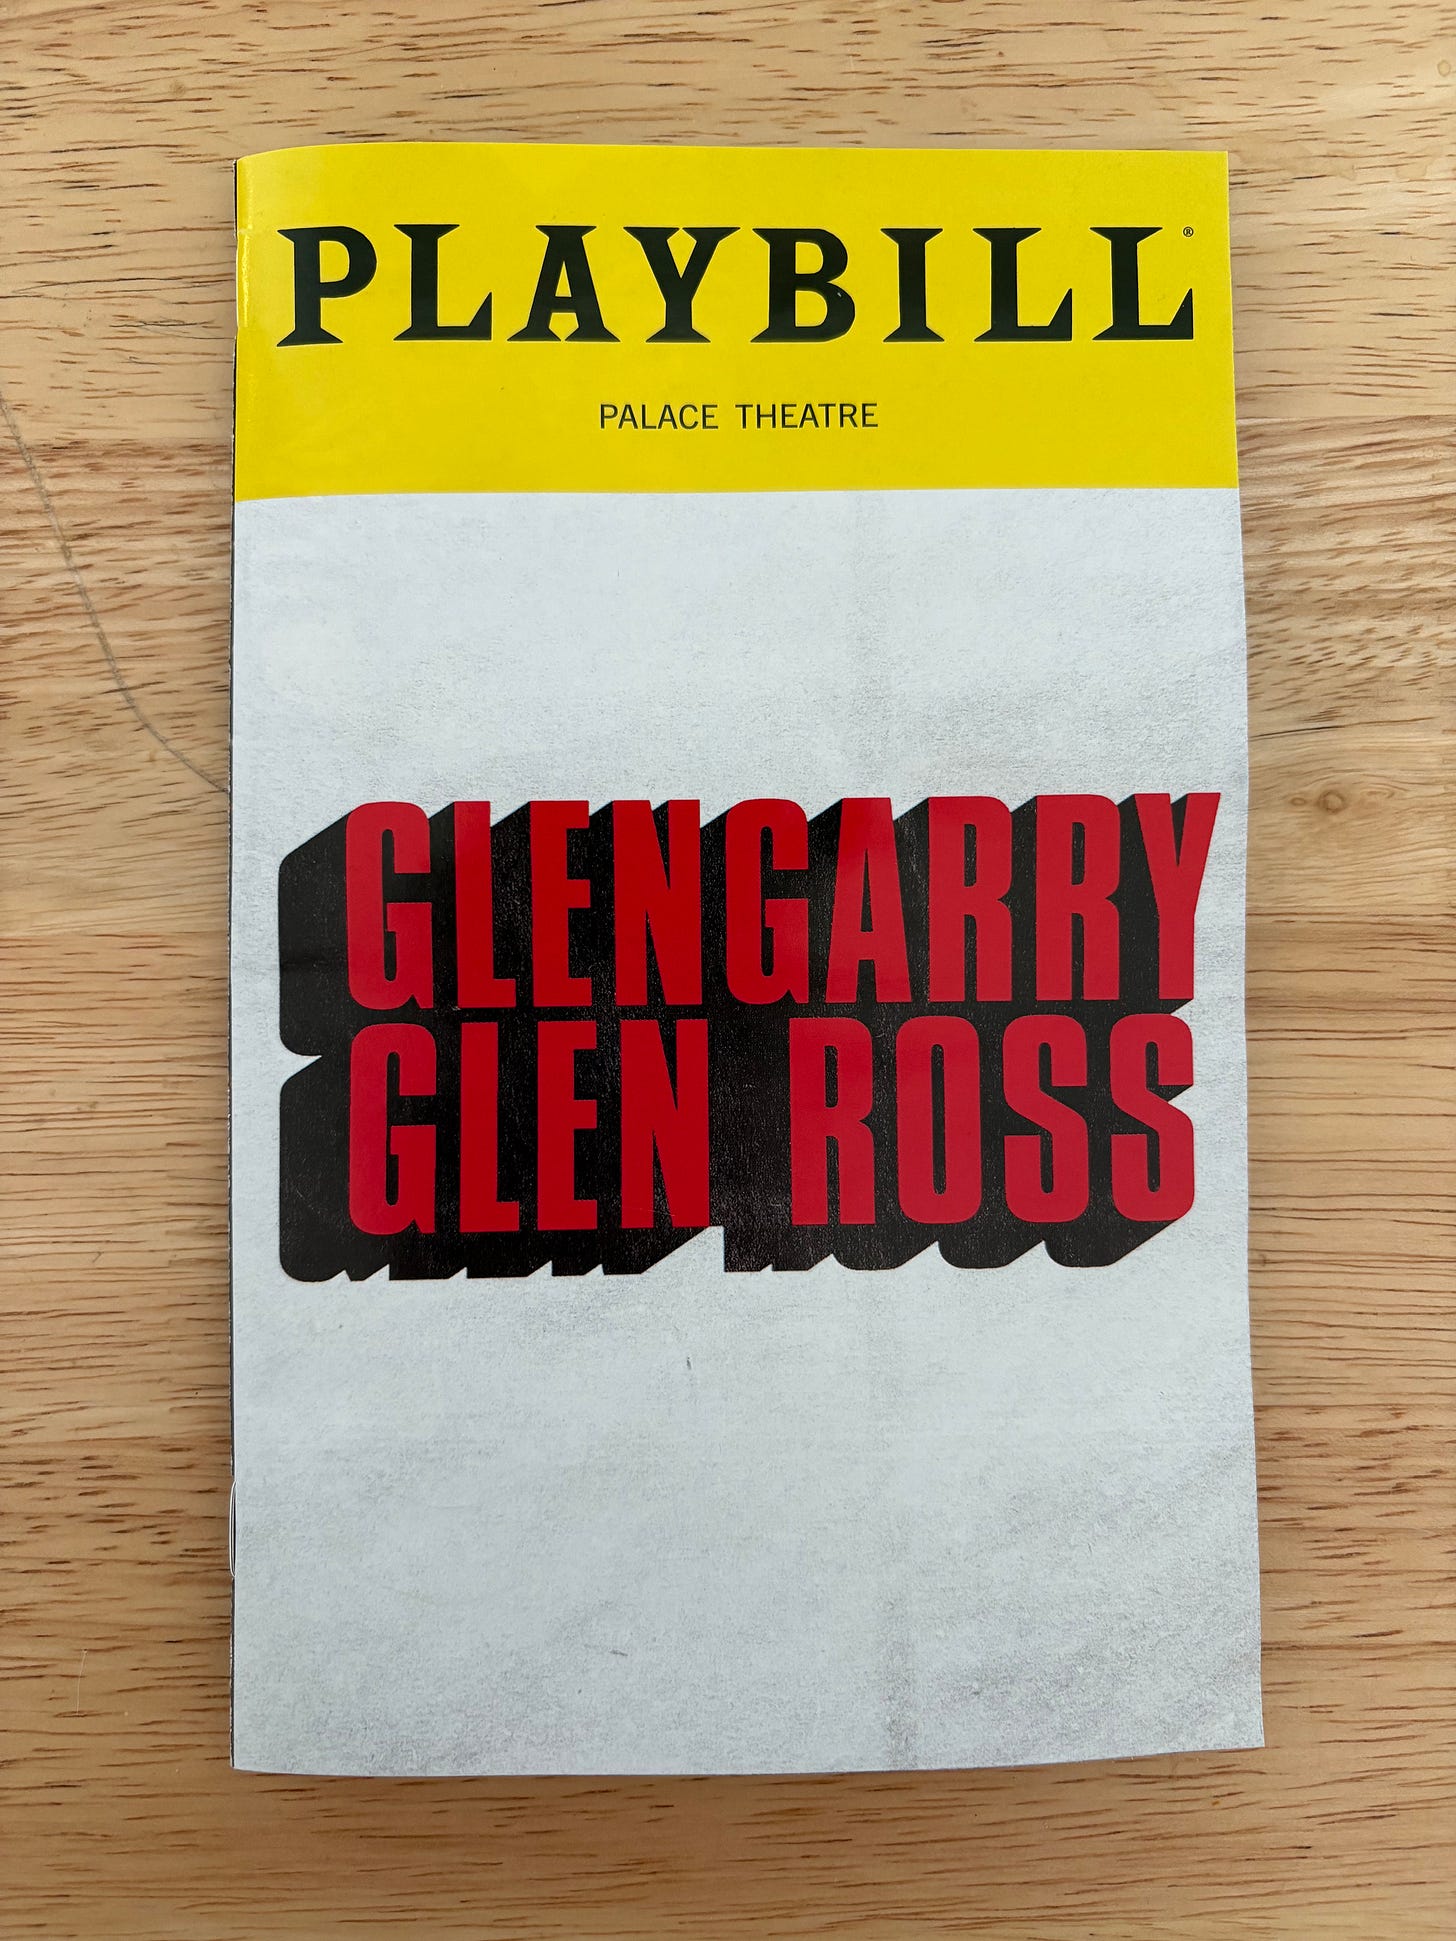 PLAYBILL®
PALACE THEATRE
GLENGARRY
GLEN ROSS